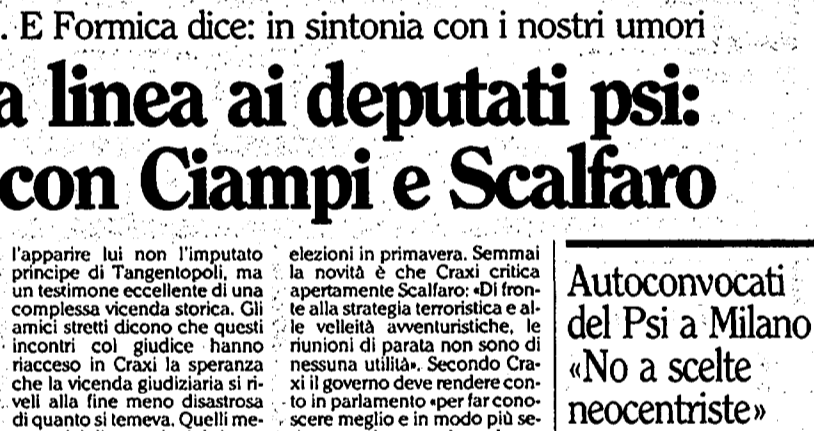 . E Formica dice: in sintonia con i nostri umori
a linea ai deputati psi:
con Ciampi e Scalfaro
l'apparire lui non l'imputato
principe di Tangentopoli, ma
un testimone eccellente di una
complessa vicenda storica. Gli
amici stretti dicono che questi
incontri col giudice hanno
riacceso in Craxi la speranza
che la vicenda giudiziaria si ri-
veli alla fine meno disastrosa
di quanto si temeva. Quelli me-
elezioni in primavera. Semmai
la novità è che Craxi critica
apertamente Scalfaro: «Di fron-
te alla strategia terroristica e al-
le velleità avventuristiche, le
riunioni di parata non sono di
nessuna utilità». Secondo Cra-
xi il governo deve rendere con-
to in parlamento «per far cono-
scere meglio e in modo più se-
Autoconvocati
del Psi a Milano
«No a scelte
neocentriste»